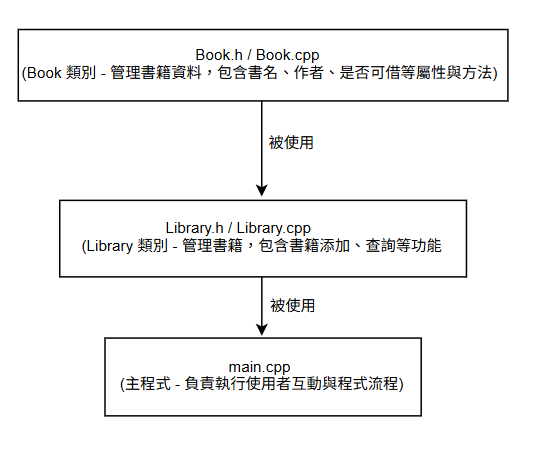 Book.h / Book.cpp
(Book 類別 - 管理書籍資料，包含書名、作者、是否可借等屬性與方法)
被使用
Library.h / Library.cpp
(Library 類別 - 管理書籍，包含書籍添加、查詢等功能
被使用
main.cpp
(主程式 - 負責執行使用者互動與程式流程)